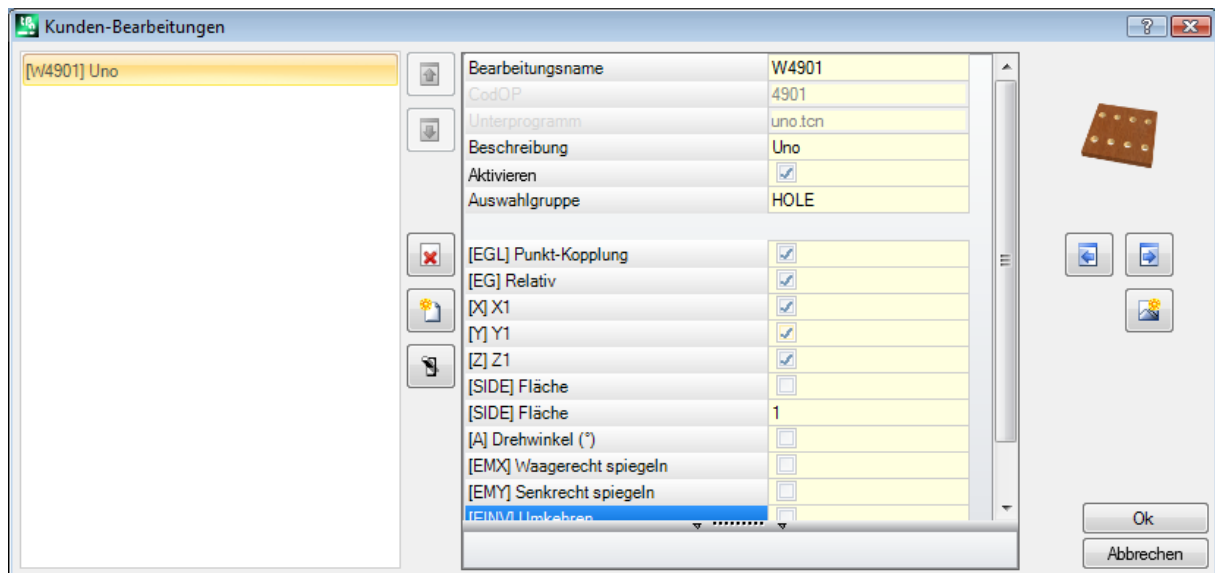 Kunden-Bearbeitungen
[W4901] Uno
Bearbeitungsname W4901
CodOP 4901
Unterprogramm uno.tcn
Beschreibung Uno
Aktivieren
Auswahlgruppe HOLE
[EGL] Punkt-Kopplung
[EG] Relativ
[X] X1
[Y] Y1
[Z] Z1
[SIDE] Fläche
[SIDE] Fläche 1
[A] Drehwinkel (°)
[EMX] Waagerecht spiegeln
[EMY] Senkrecht spiegeln
[EINV] Umkehren
Ok
Abbrechen